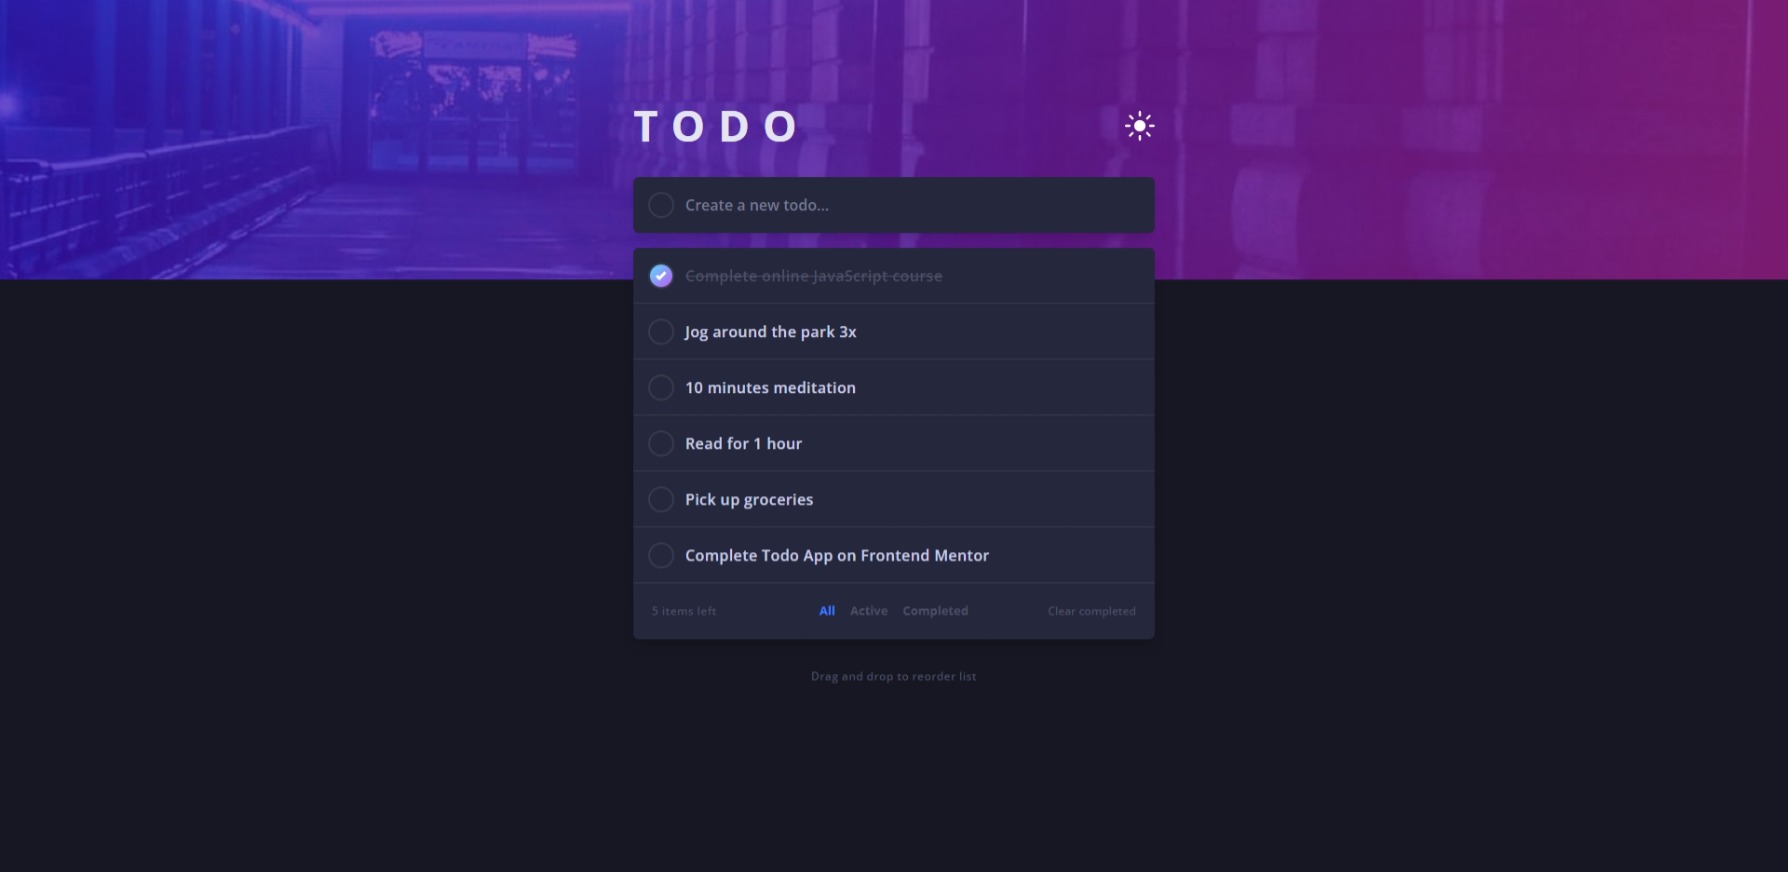 TODO
Create a new todo...
Complete online JavaScript course
Jog around the park 3x
10 minutes meditation
Read for 1 hour
Pick up groceries
Complete Todo App on Frontend Mentor
5 items left All Active Completed Clear completed
Drag and drop to reorder list